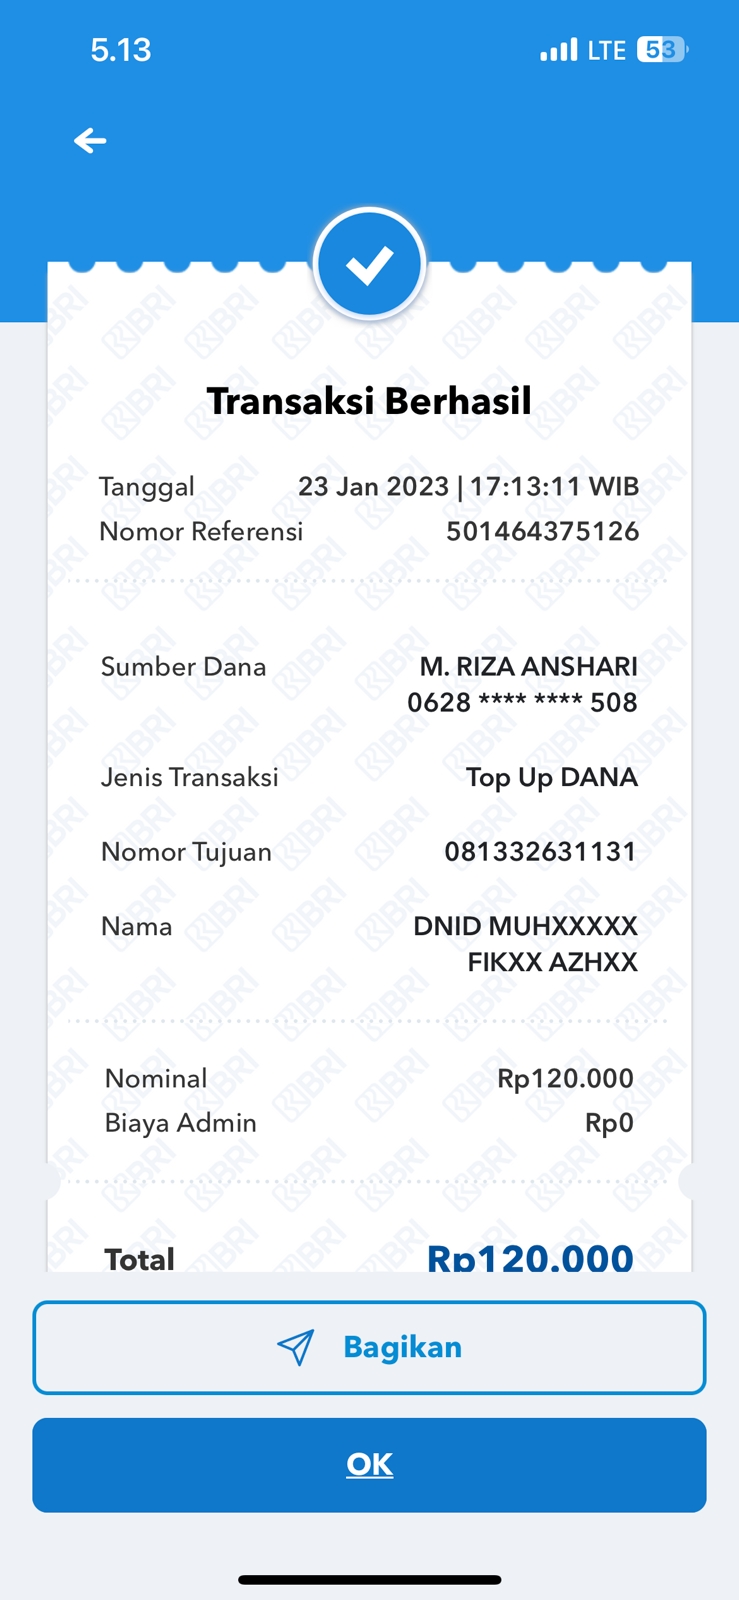 5.13 LTE 53
Transaksi Berhasil
Tanggal 23 Jan 2023 | 17:13:11 WIB
Nomor Referensi 501464375126
Sumber Dana M. RIZA ANSHARI
0628 **** **** 508
Jenis Transaksi Top Up DANA
Nomor Tujuan 081332631131
Nama DNID MUHXXXXX
FIKXX AZHXX
Nominal Rp120.000
Biaya Admin Rp0
Total Rp120.000
Bagikan
OK
BRI